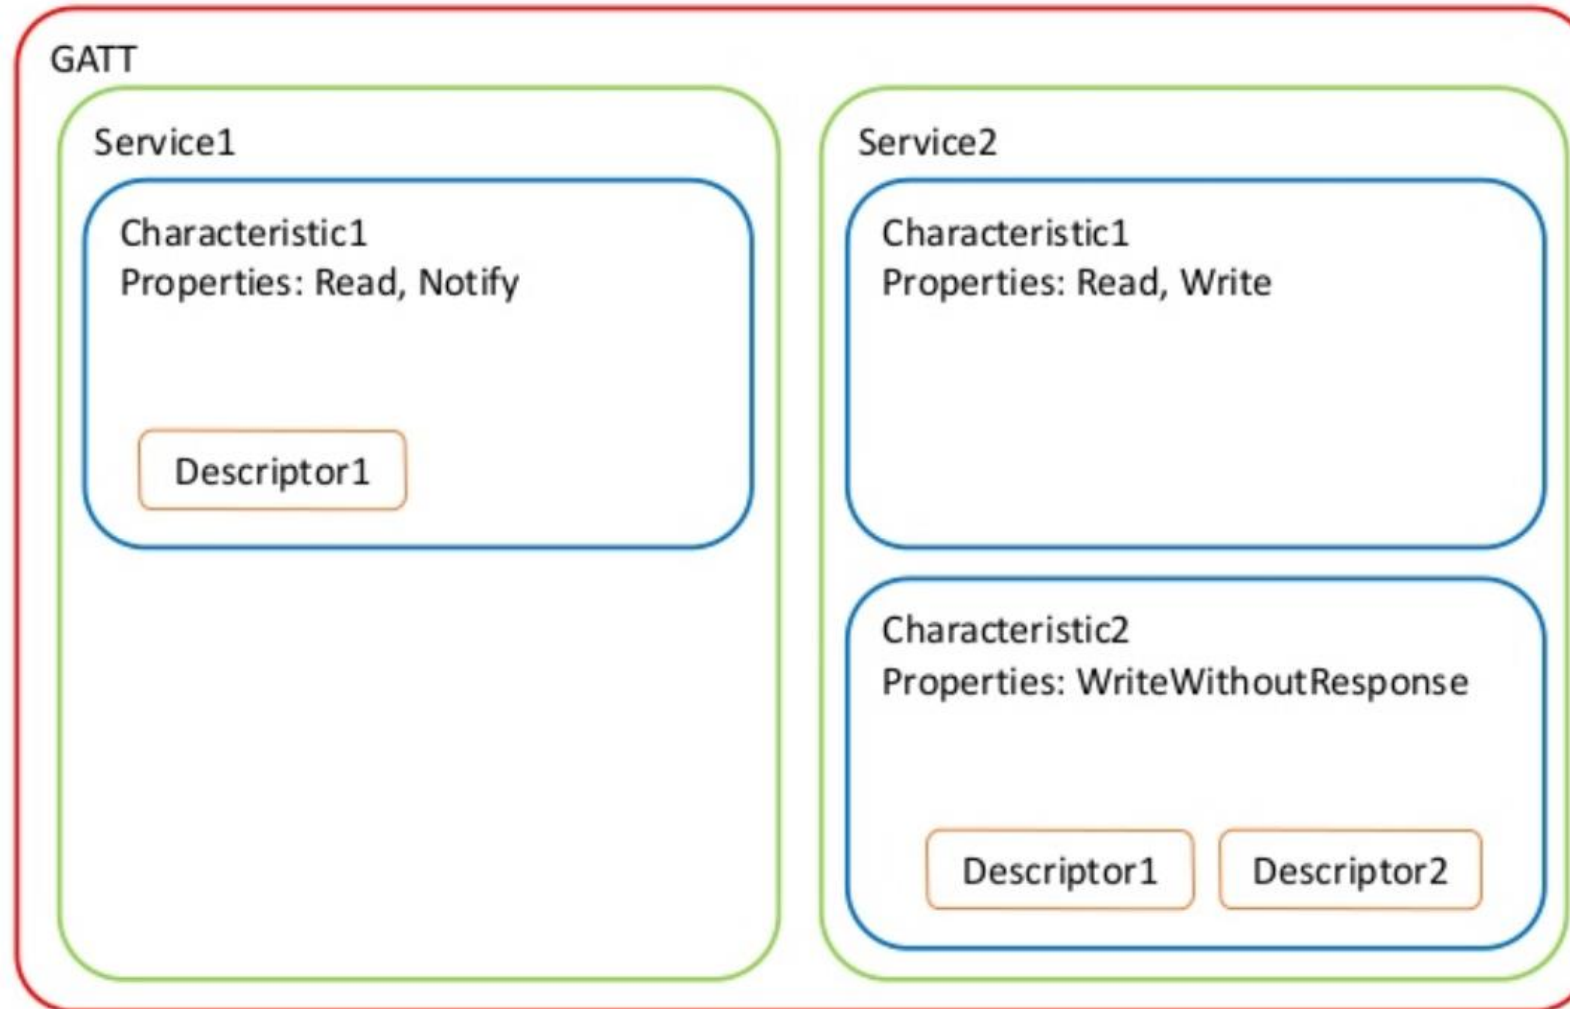 GATT
Service1
Characteristic1
Properties: Read, Notify
Descriptor1
Service2
Characteristic1
Properties: Read, Write
Characteristic2
Properties: WriteWithoutResponse
Descriptor1
Descriptor2